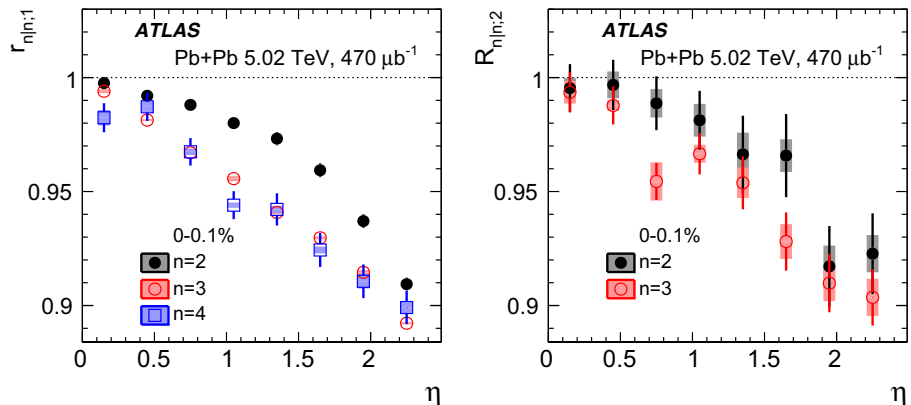 r_{n|n;1}
ATLAS
Pb+Pb 5.02 TeV, 470 μb⁻¹
1
0.95
0.9
0-0.1%
n=2
n=3
n=4
0 0.5 1 1.5 2
η
R_{n|n;2}
ATLAS
Pb+Pb 5.02 TeV, 470 μb⁻¹
1
0.95
0.9
0-0.1%
n=2
n=3
0 0.5 1 1.5 2
η